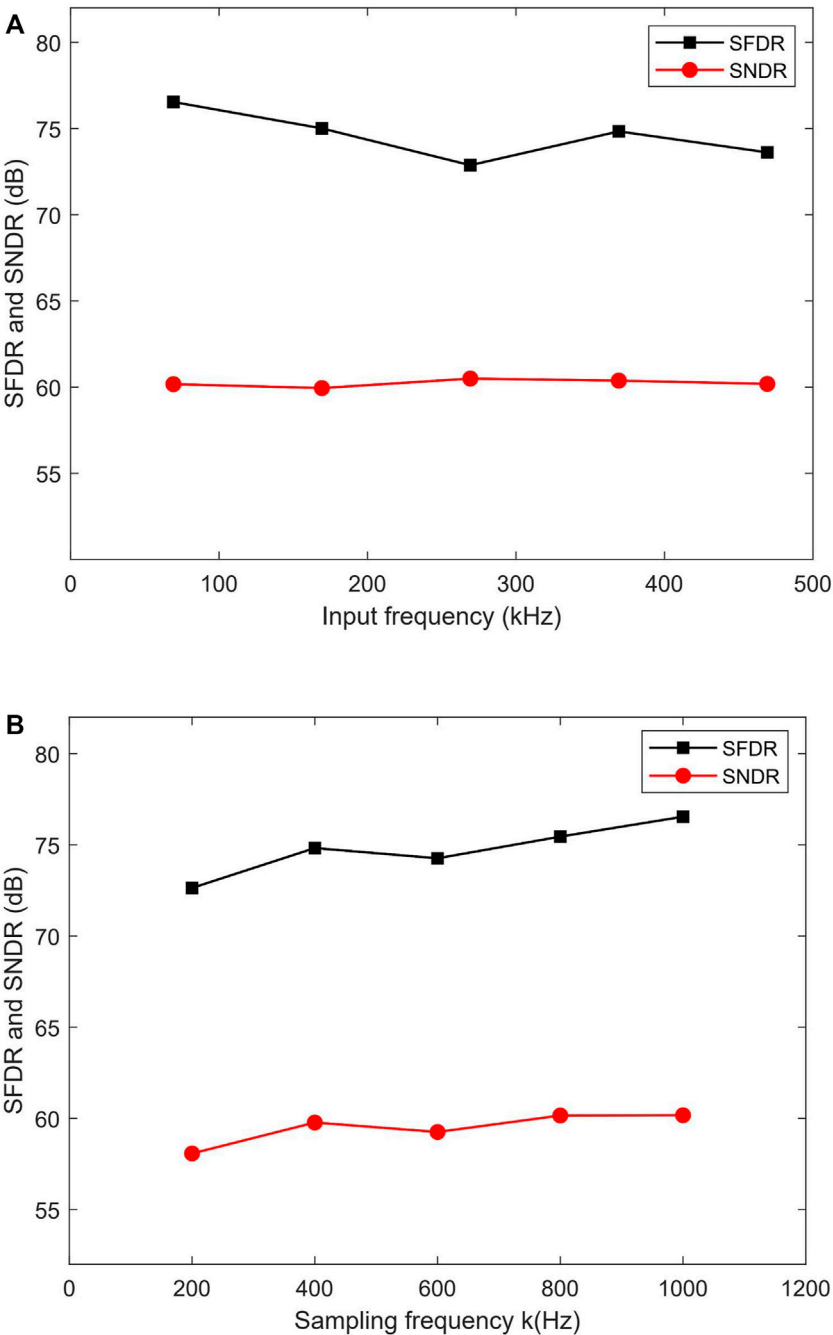 A
80
75
70
65
60
55
SFDR and SNDR (dB)
SFDR
SNDR
0 100 200 300 400 500
Input frequency (kHz)
B
80
75
70
65
60
55
SFDR and SNDR (dB)
SFDR
SNDR
0 200 400 600 800 1000 1200
Sampling frequency k(Hz)